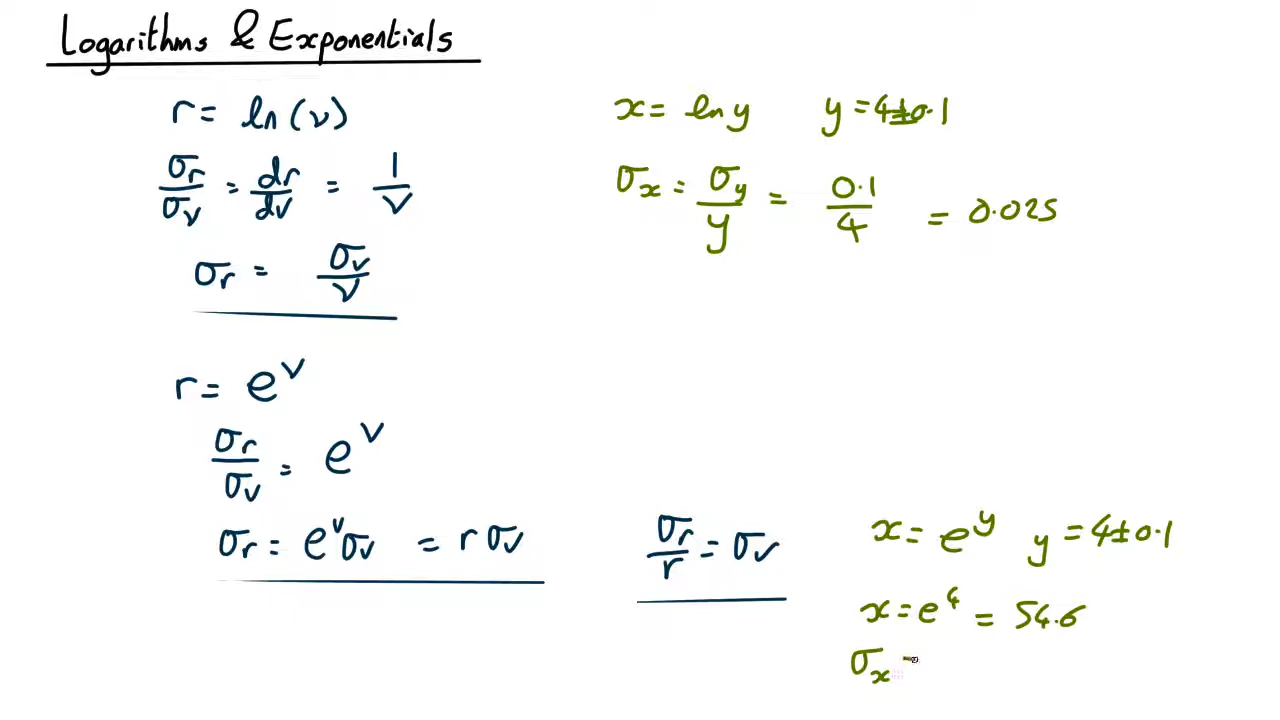 Logarithms & Exponentials
r = ln(v)
σr/σv = dr/dv = 1/v
σr = σv/v
x = ln y y = 4±0.1
σx = σy/y = 0.1/4 = 0.025
r = e^v
σr/σv = e^v
σr = e^v σv = r σv
σr/r = σv
x = e^y y = 4±0.1
x = e^4 = 54.6
σx =